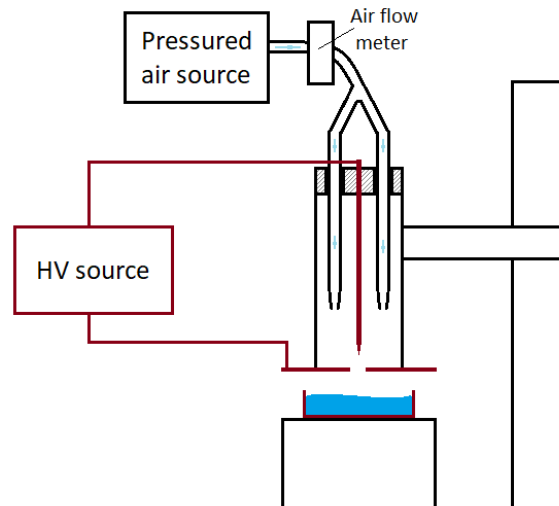 Pressured
air source
Air flow
meter
HV source